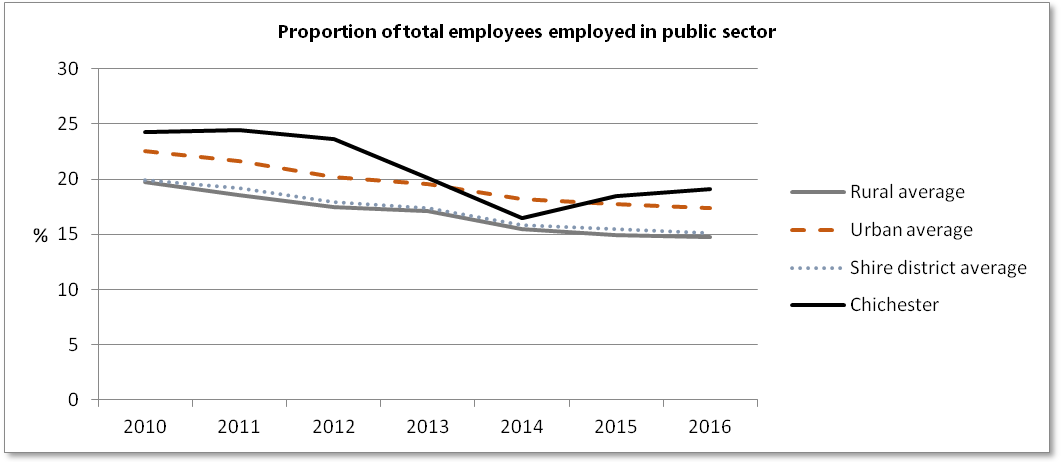 Proportion of total employees employed in public sector
30
25
20
15
10
5
0
%
2010 2011 2012 2013 2014 2015 2016
Rural average
Urban average
Shire district average
Chichester